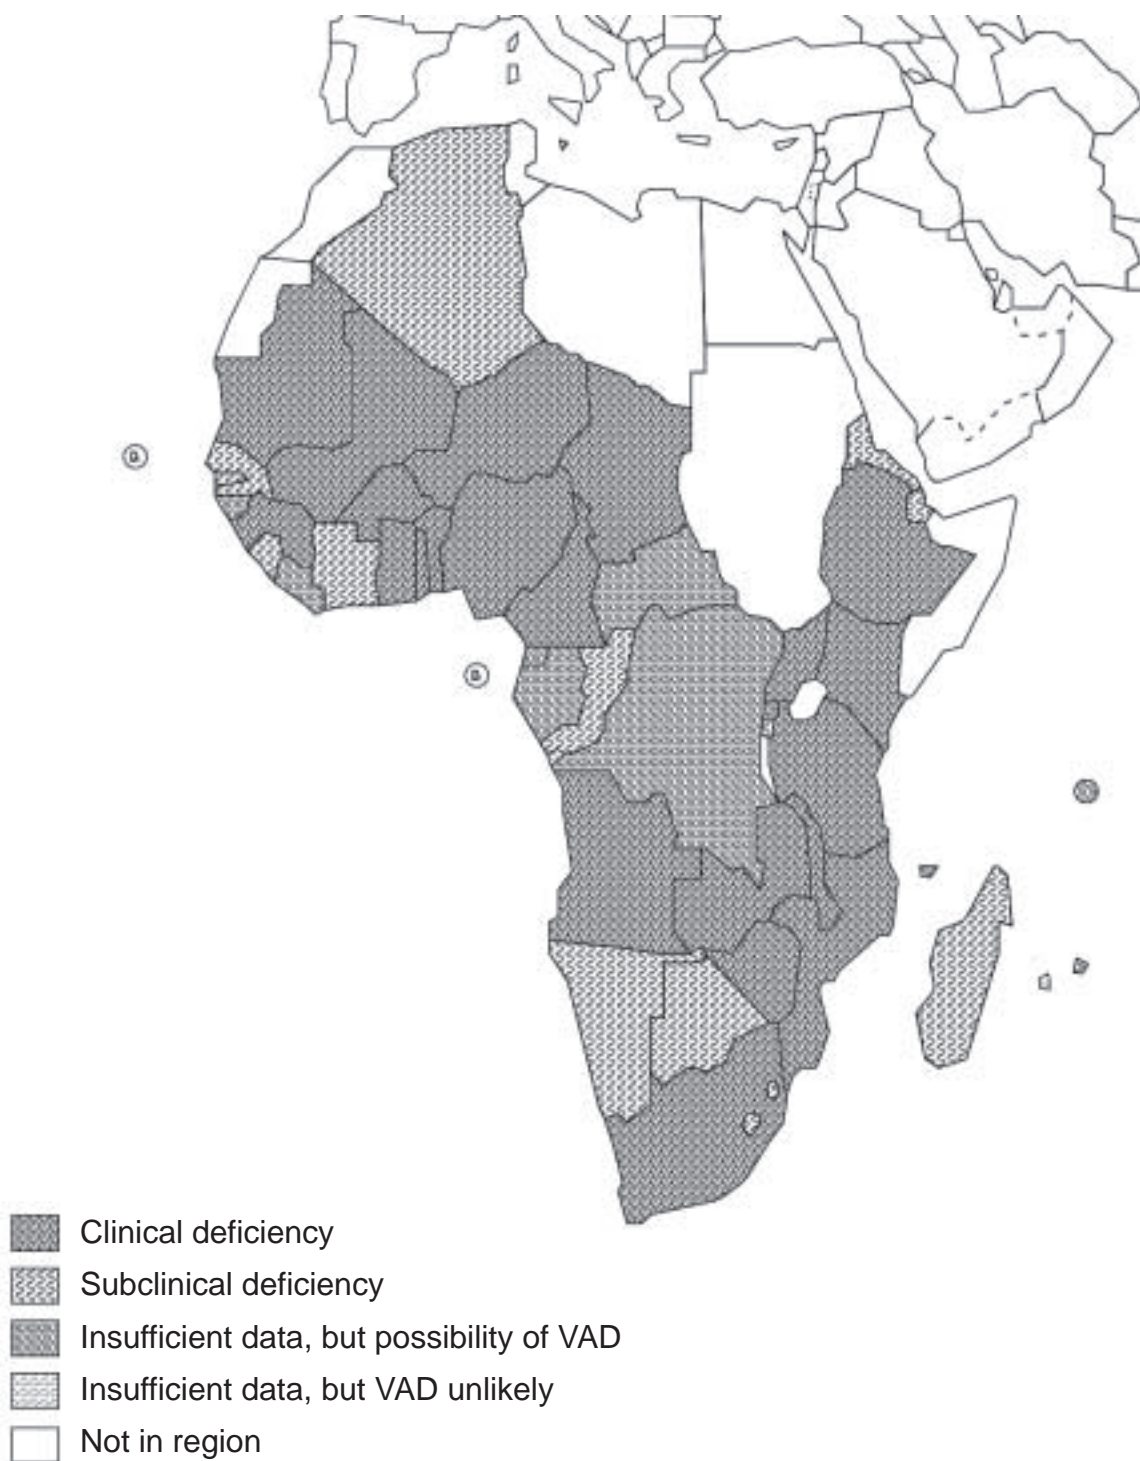 Clinical deficiency
Subclinical deficiency
Insufficient data, but possibility of VAD
Insufficient data, but VAD unlikely
Not in region